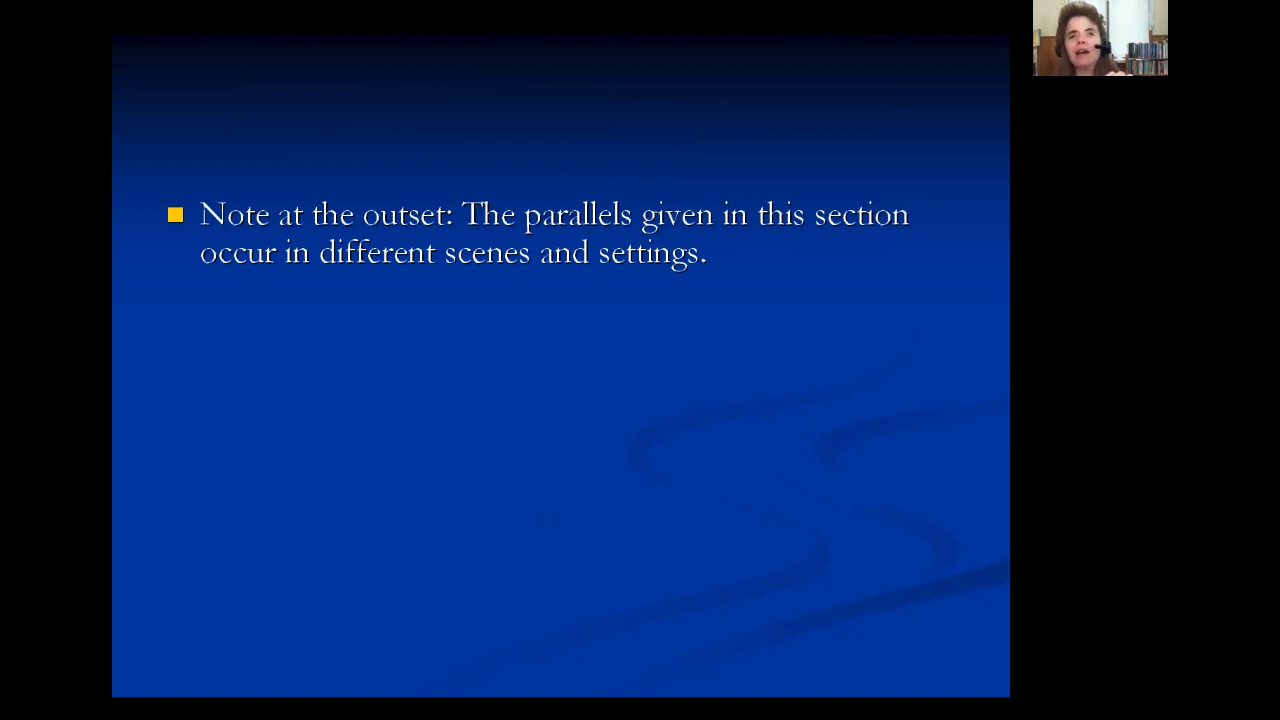 Note at the outset: The parallels given in this section
occur in different scenes and settings.